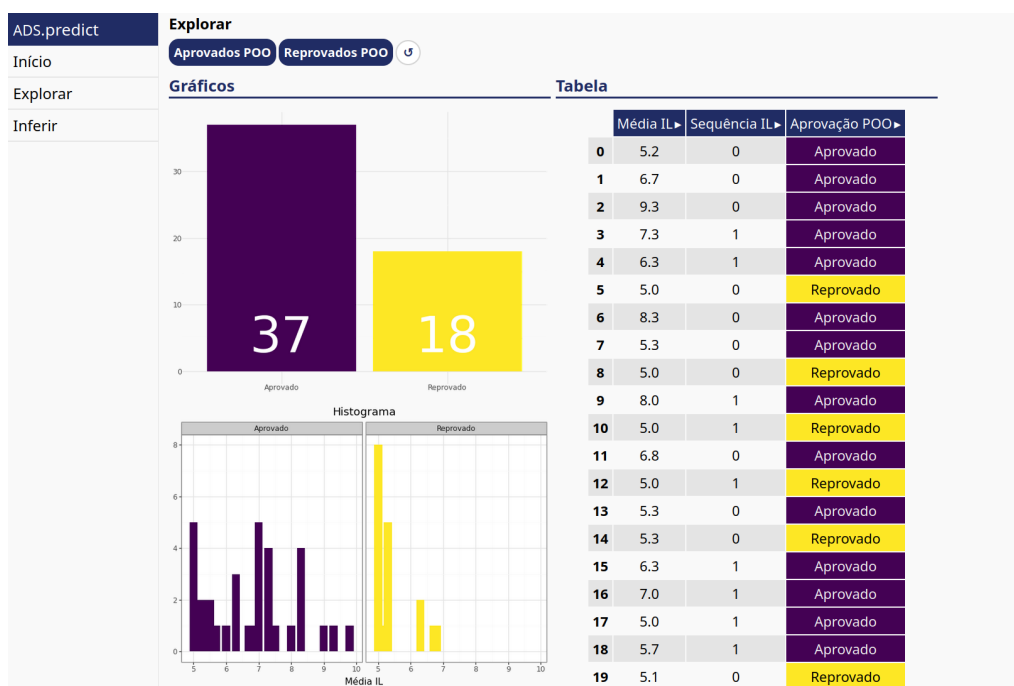 ADS.predict
Início
Explorar
Inferir
Explorar
Aprovados POO Reprovados POO ↺
Gráficos
30
20
10
0
37 18
Aprovado Reprovado
Histograma
Aprovado Reprovado
8
6
4
2
0
5 6 7 8 9 10 5 6 7 8 9 10
Média IL
Tabela
Média IL▸ Sequência IL▸ Aprovação POO▸
0 5.2 0 Aprovado
1 6.7 0 Aprovado
2 9.3 0 Aprovado
3 7.3 1 Aprovado
4 6.3 1 Aprovado
5 5.0 0 Reprovado
6 8.3 0 Aprovado
7 5.3 0 Aprovado
8 5.0 0 Reprovado
9 8.0 1 Aprovado
10 5.0 1 Reprovado
11 6.8 0 Aprovado
12 5.0 1 Reprovado
13 5.3 0 Aprovado
14 5.3 0 Reprovado
15 6.3 1 Aprovado
16 7.0 1 Aprovado
17 5.0 1 Aprovado
18 5.7 1 Aprovado
19 5.1 0 Reprovado